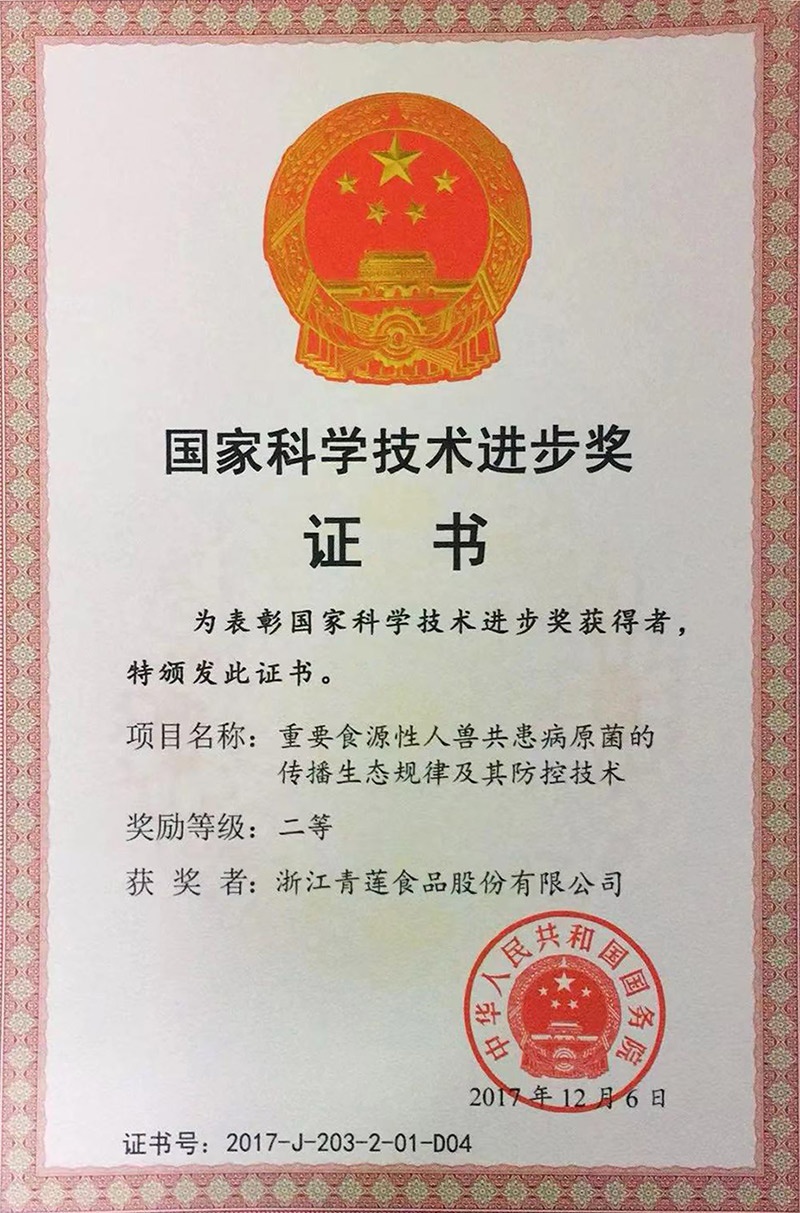 国家科学技术进步奖
证 书
为表彰国家科学技术进步奖获得者，
特颁发此证书。
项目名称：重要食源性人兽共患病原菌的
传播生态规律及其防控技术
奖励等级：二等
获 奖 者：浙江青莲食品股份有限公司
中华人民共和国国务院
2017年12月6日
证书号：2017-J-203-2-01-D04